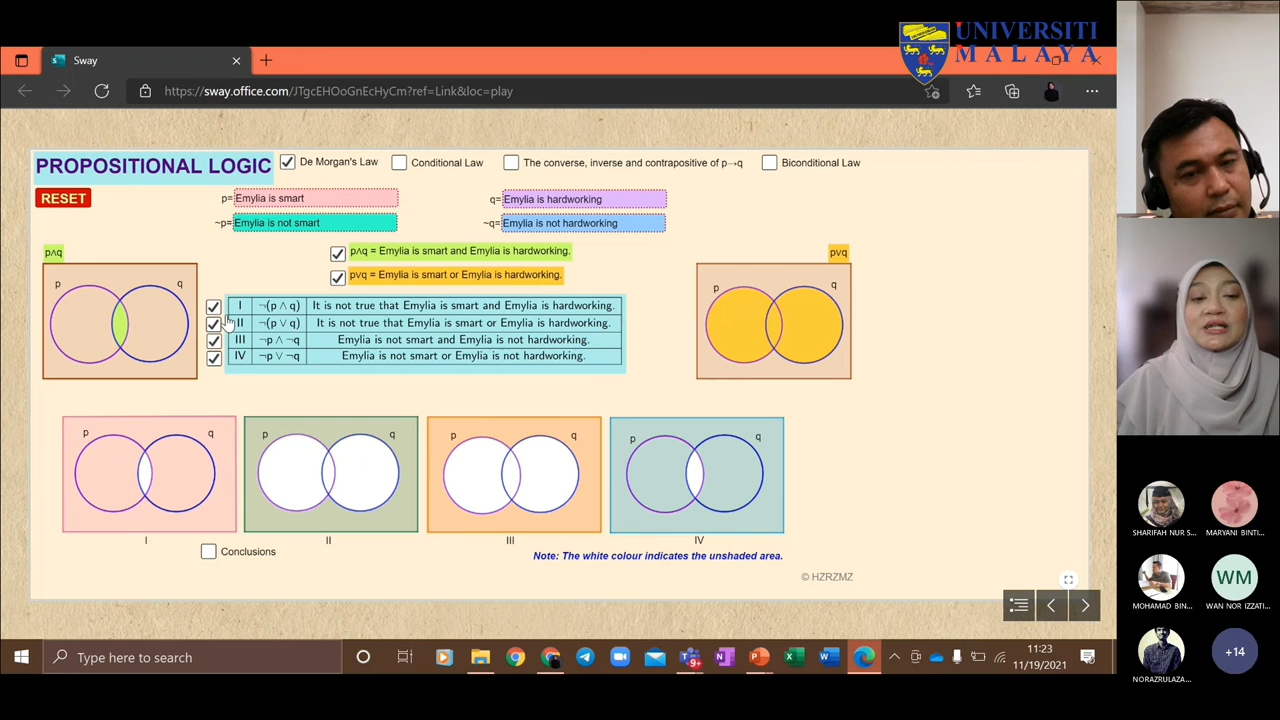 UNIVERSITI
MALAYA
Sway
https://sway.office.com/JTgcEHOoGnEcHyCm?ref=Link&loc=play
PROPOSITIONAL LOGIC
De Morgan's Law
Conditional Law
The converse, inverse and contrapositive of p→q
Biconditional Law
RESET
p= Emylia is smart
q= Emylia is hardworking
~p= Emylia is not smart
~q= Emylia is not hardworking
p∧q
p∧q = Emylia is smart and Emylia is hardworking.
p∨q
p∨q = Emylia is smart or Emylia is hardworking.
p q
p q
I ¬(p ∧ q) It is not true that Emylia is smart and Emylia is hardworking.
II ¬(p ∨ q) It is not true that Emylia is smart or Emylia is hardworking.
III ¬p ∧ ¬q Emylia is not smart and Emylia is not hardworking.
IV ¬p ∨ ¬q Emylia is not smart or Emylia is not hardworking.
p q
p q
p q
p q
I
II
III
IV
Conclusions
Note: The white colour indicates the unshaded area.
© HZRZMZ
SHARIFAH NUR S...
MARYANI BINTI...
WM
MOHAMAD BIN...
WAN NOR IZZATI...
+14
NORAZRULAZA...
Type here to search
9+
11:23
11/19/2021